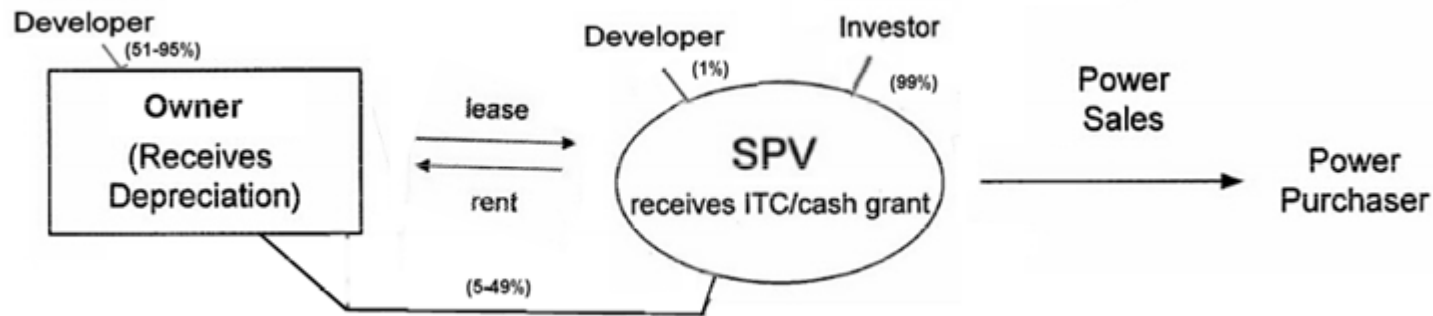 Developer
(51-95%)
Owner
(Receives
Depreciation)
lease
rent
Developer
(1%)
Investor
(99%)
SPV
receives ITC/cash grant
(5-49%)
Power
Sales
Power
Purchaser